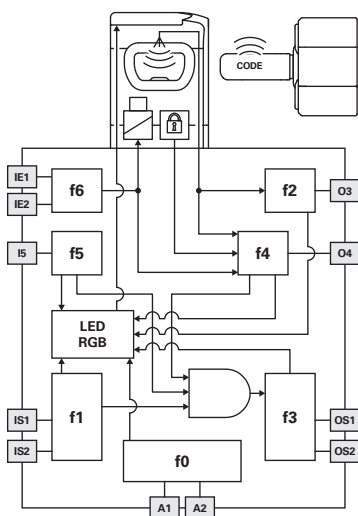 CODE
IE1
f6
f2
O3
IE2
I5
f5
f4
O4
LED
RGB
f1
f3
IS1
OS1
IS2
OS2
f0
A1
A2